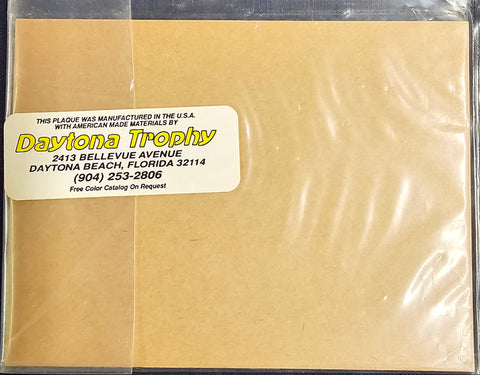 THIS PLAQUE WAS MANUFACTURED IN THE U.S.A.
WITH AMERICAN MADE MATERIALS BY
Daytona Trophy
2413 BELLEVUE AVENUE
DAYTONA BEACH, FLORIDA 32114
(904) 253-2806
Free Color Catalog On Request